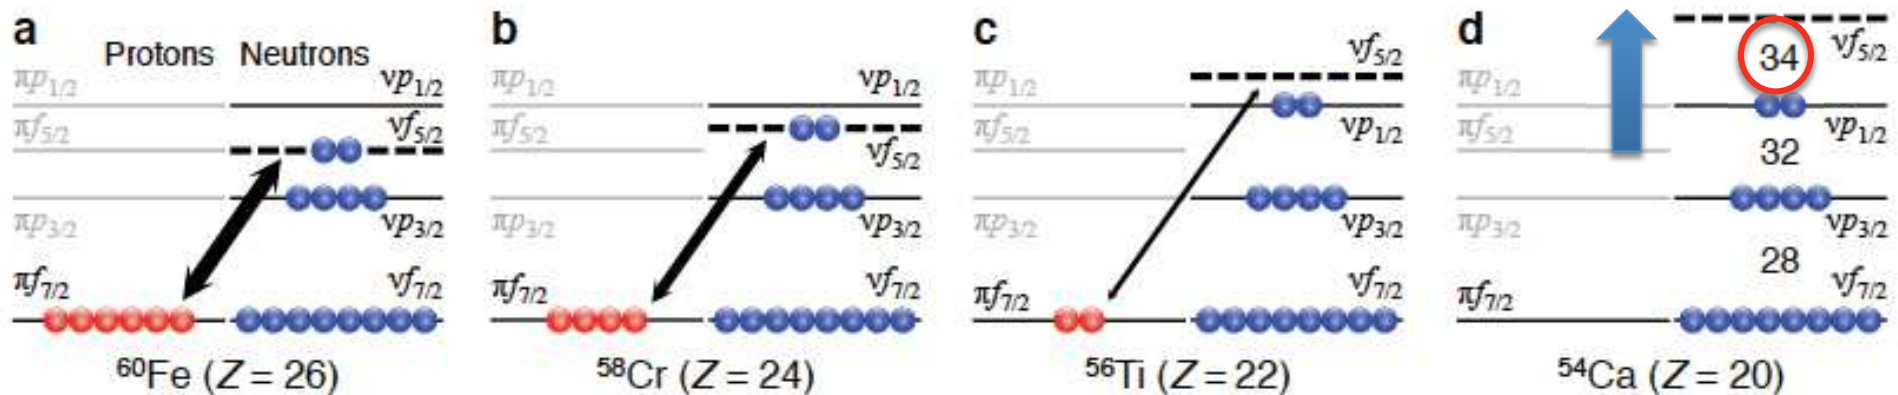 a
Protons Neutrons
πp1/2
νp1/2
πf5/2
νf5/2
πp3/2
νp3/2
πf7/2
νf7/2
60Fe (Z = 26)
b
πp1/2
νp1/2
πf5/2
νf5/2
πp3/2
νp3/2
πf7/2
νf7/2
58Cr (Z = 24)
c
νf5/2
πp1/2
νp1/2
πf5/2
πp3/2
νp3/2
πf7/2
νf7/2
56Ti (Z = 22)
d
34
νf5/2
πp1/2
νp1/2
πf5/2
32
πp3/2
νp3/2
28
πf7/2
νf7/2
54Ca (Z = 20)